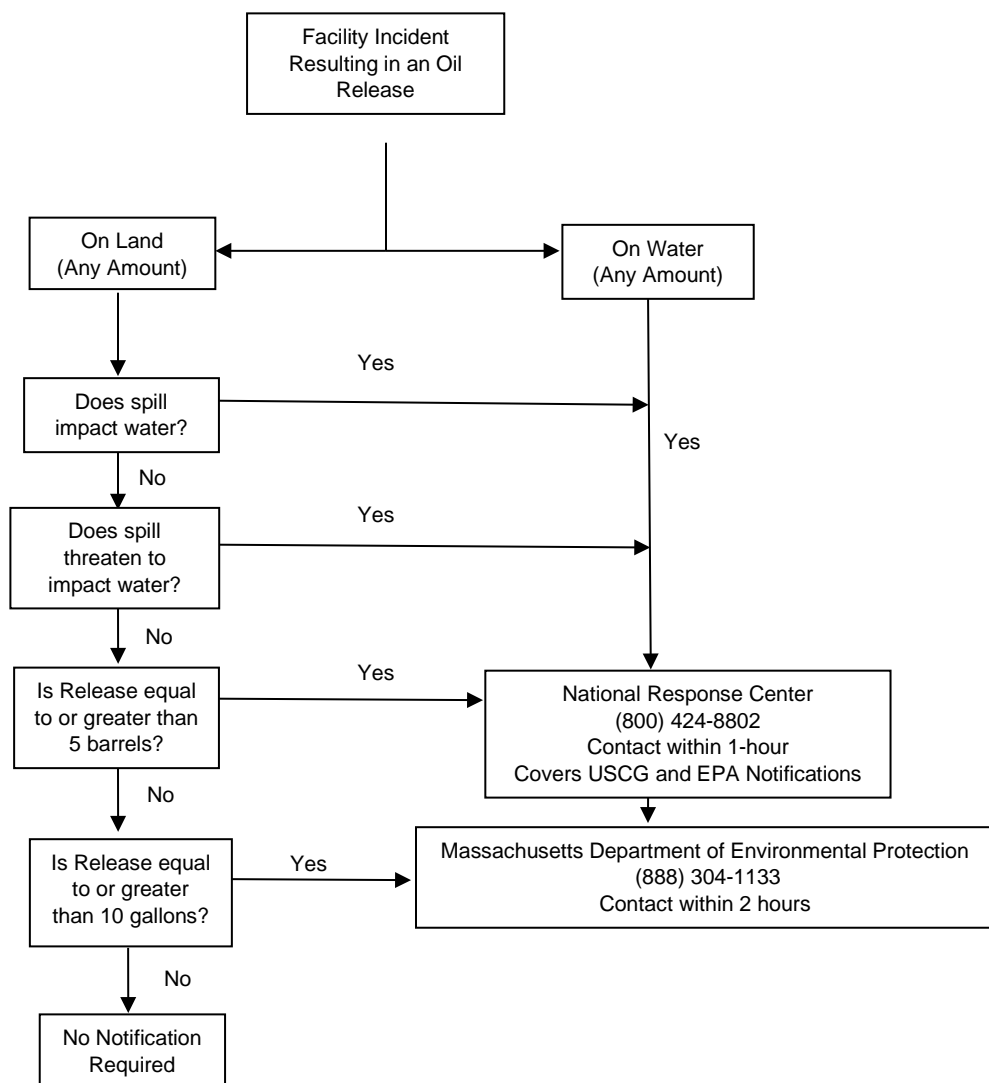 Facility Incident
Resulting in an Oil
Release
On Land
(Any Amount)
On Water
(Any Amount)
Yes
Does spill
impact water?
Yes
No
Yes
Does spill
threaten to
impact water?
No
Yes
Is Release equal
to or greater than
5 barrels?
National Response Center
(800) 424-8802
Contact within 1-hour
Covers USCG and EPA Notifications
No
Is Release equal
to or greater
than 10 gallons?
Yes
Massachusetts Department of Environmental Protection
(888) 304-1133
Contact within 2 hours
No
No Notification
Required